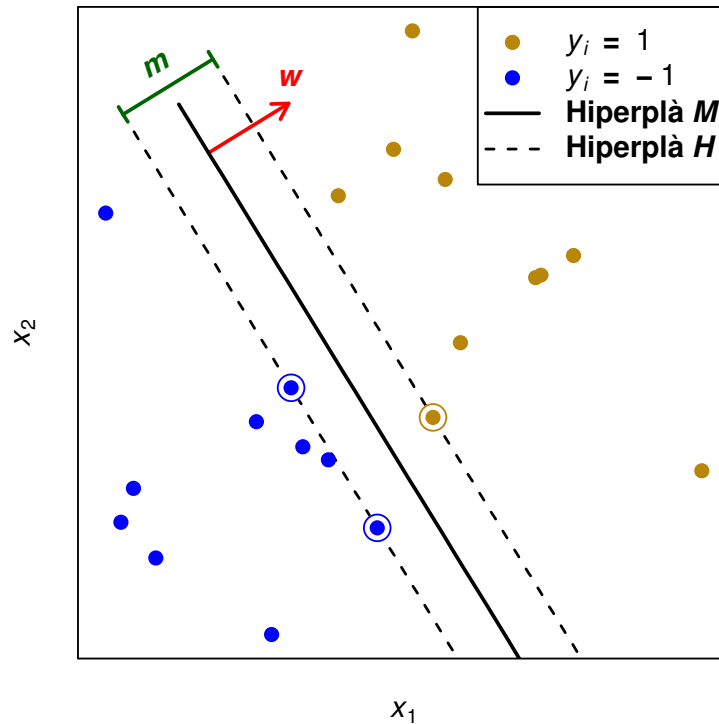 m
w
y_i = 1
y_i = − 1
Hiperplà M
Hiperplà H
x_2
x_1